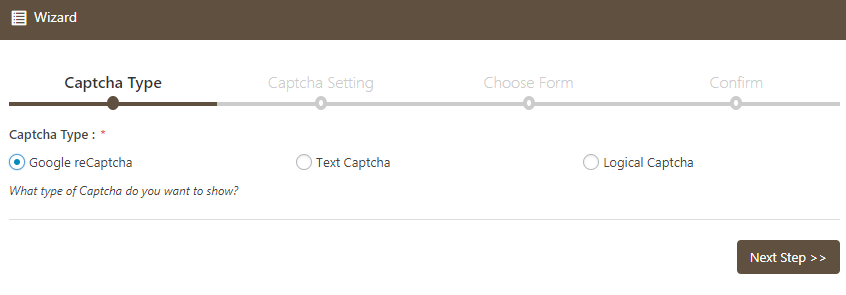 Wizard
Captcha Type Captcha Setting Choose Form Confirm
Captcha Type : *
Google reCaptcha Text Captcha Logical Captcha
What type of Captcha do you want to show?
Next Step >>